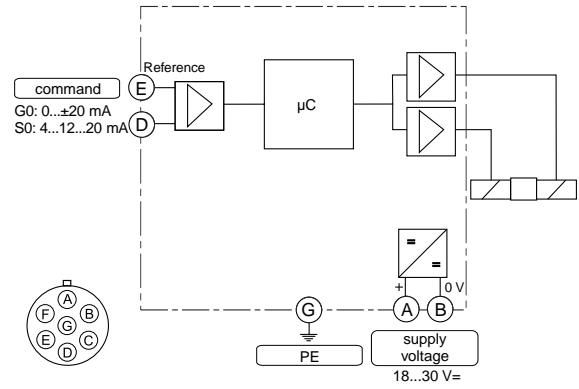 Reference
command
E
G0: 0...±20 mA
S0: 4...12...20 mA
D
µC
=
=
+
0 V
G
A
B
PE
supply
voltage
18...30 V=
A
F
B
G
E
C
D